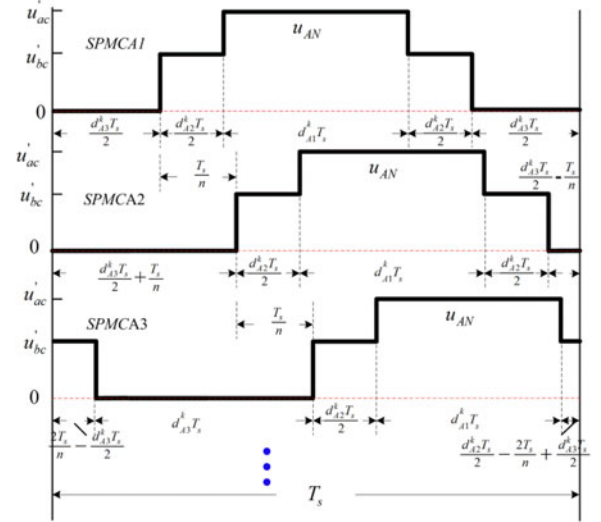 u'ac
SPMCA1
uAN
u'bc
0
d^k_A3 T_s / 2
d^k_A2 T_s / 2
d^k_A1 T_s
d^k_A2 T_s / 2
d^k_A3 T_s / 2
u'ac
T_s / n
uAN
d^k_A3 T_s / 2 - T_s / n
u'bc
SPMCA2
0
d^k_A3 T_s / 2 + T_s / n
d^k_A2 T_s / 2
d^k_A1 T_s
d^k_A2 T_s / 2
u'ac
SPMCA3
T_s / n
uAN
u'bc
0
2T_s / n − d^k_A3 T_s / 2
d^k_A3 T_s
d^k_A2 T_s / 2
d^k_A1 T_s
d^k_A2 T_s / 2 − 2T_s / n + d^k_A3 T_s / 2
T_s